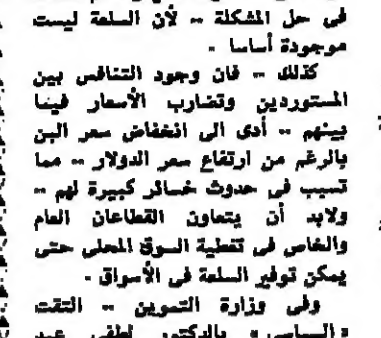 فى حل المشكلة .. لأن السلعة ليست
موجودة أساسا .
كذلك .. فان وجود التنافس بين
المستوردين وتضارب الأسعار فيما
بينهم .. أدى الى انخفاض سعر البن
بالرغم من ارتفاع سعر الدولار .. مما
تسبب فى حدوث خسائر كبيرة لهم ..
ولابد أن يتعاون القطاعان العام
والخاص فى تغطية السوق المحلى حتى
يمكن توفير السلعة فى الأسواق .
وفى وزارة التموين .. التقت
« السياسى » بالدكتور لطفى عبد